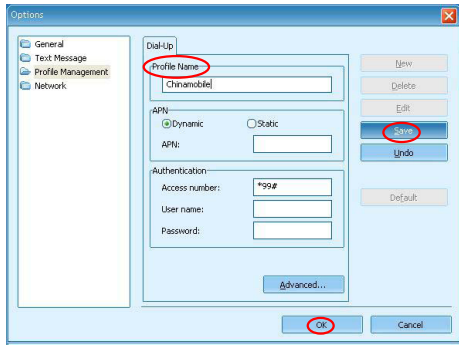 Options
General
Text Message
Profile Management
Network
Dial-Up
Profile Name
Chinamobile
APN
Dynamic
Static
APN:
Authentication
Access number:
*99#
User name:
Password:
Advanced...
New
Delete
Edit
Save
Undo
Default
OK
Cancel